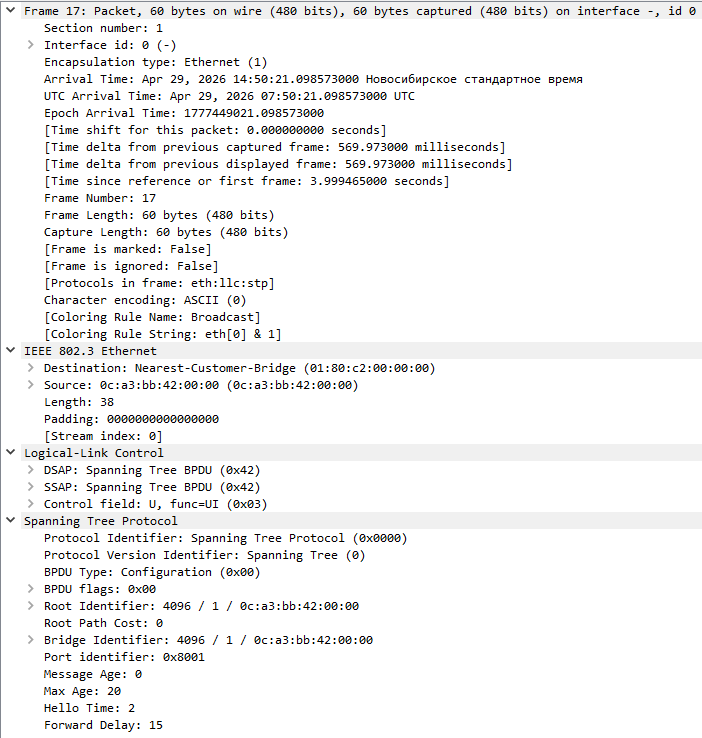 Frame 17: Packet, 60 bytes on wire (480 bits), 60 bytes captured (480 bits) on interface -, id 0
Section number: 1
Interface id: 0 (-)
Encapsulation type: Ethernet (1)
Arrival Time: Apr 29, 2026 14:50:21.098573000 Новосибирское стандартное время
UTC Arrival Time: Apr 29, 2026 07:50:21.098573000 UTC
Epoch Arrival Time: 1777449021.098573000
[Time shift for this packet: 0.000000000 seconds]
[Time delta from previous captured frame: 569.973000 milliseconds]
[Time delta from previous displayed frame: 569.973000 milliseconds]
[Time since reference or first frame: 3.999465000 seconds]
Frame Number: 17
Frame Length: 60 bytes (480 bits)
Capture Length: 60 bytes (480 bits)
[Frame is marked: False]
[Frame is ignored: False]
[Protocols in frame: eth:llc:stp]
Character encoding: ASCII (0)
[Coloring Rule Name: Broadcast]
[Coloring Rule String: eth[0] & 1]
IEEE 802.3 Ethernet
Destination: Nearest-Customer-Bridge (01:80:c2:00:00:00)
Source: 0c:a3:bb:42:00:00 (0c:a3:bb:42:00:00)
Length: 38
Padding: 0000000000000000
[Stream index: 0]
Logical-Link Control
DSAP: Spanning Tree BPDU (0x42)
SSAP: Spanning Tree BPDU (0x42)
Control field: U, func=UI (0x03)
Spanning Tree Protocol
Protocol Identifier: Spanning Tree Protocol (0x0000)
Protocol Version Identifier: Spanning Tree (0)
BPDU Type: Configuration (0x00)
BPDU flags: 0x00
Root Identifier: 4096 / 1 / 0c:a3:bb:42:00:00
Root Path Cost: 0
Bridge Identifier: 4096 / 1 / 0c:a3:bb:42:00:00
Port identifier: 0x8001
Message Age: 0
Max Age: 20
Hello Time: 2
Forward Delay: 15